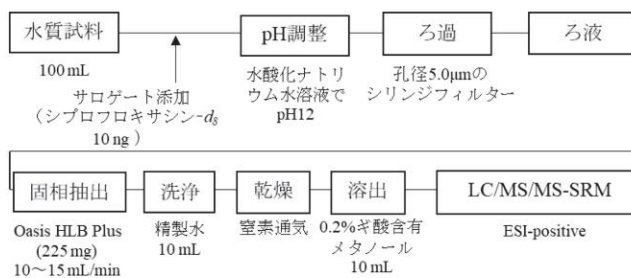 水質試料
pH調整
ろ過
ろ液
100 mL
サロゲート添加
(シプロフロキサシン-d8
10 ng )
水酸化ナトリ
ウム水溶液で
pH12
孔径5.0μmの
シリンジフィルター
固相抽出
洗浄
乾燥
溶出
LC/MS/MS-SRM
Oasis HLB Plus
(225 mg)
10～15 mL/min
精製水
10 mL
窒素通気
0.2%ギ酸含有
メタノール
10 mL
ESI-positive